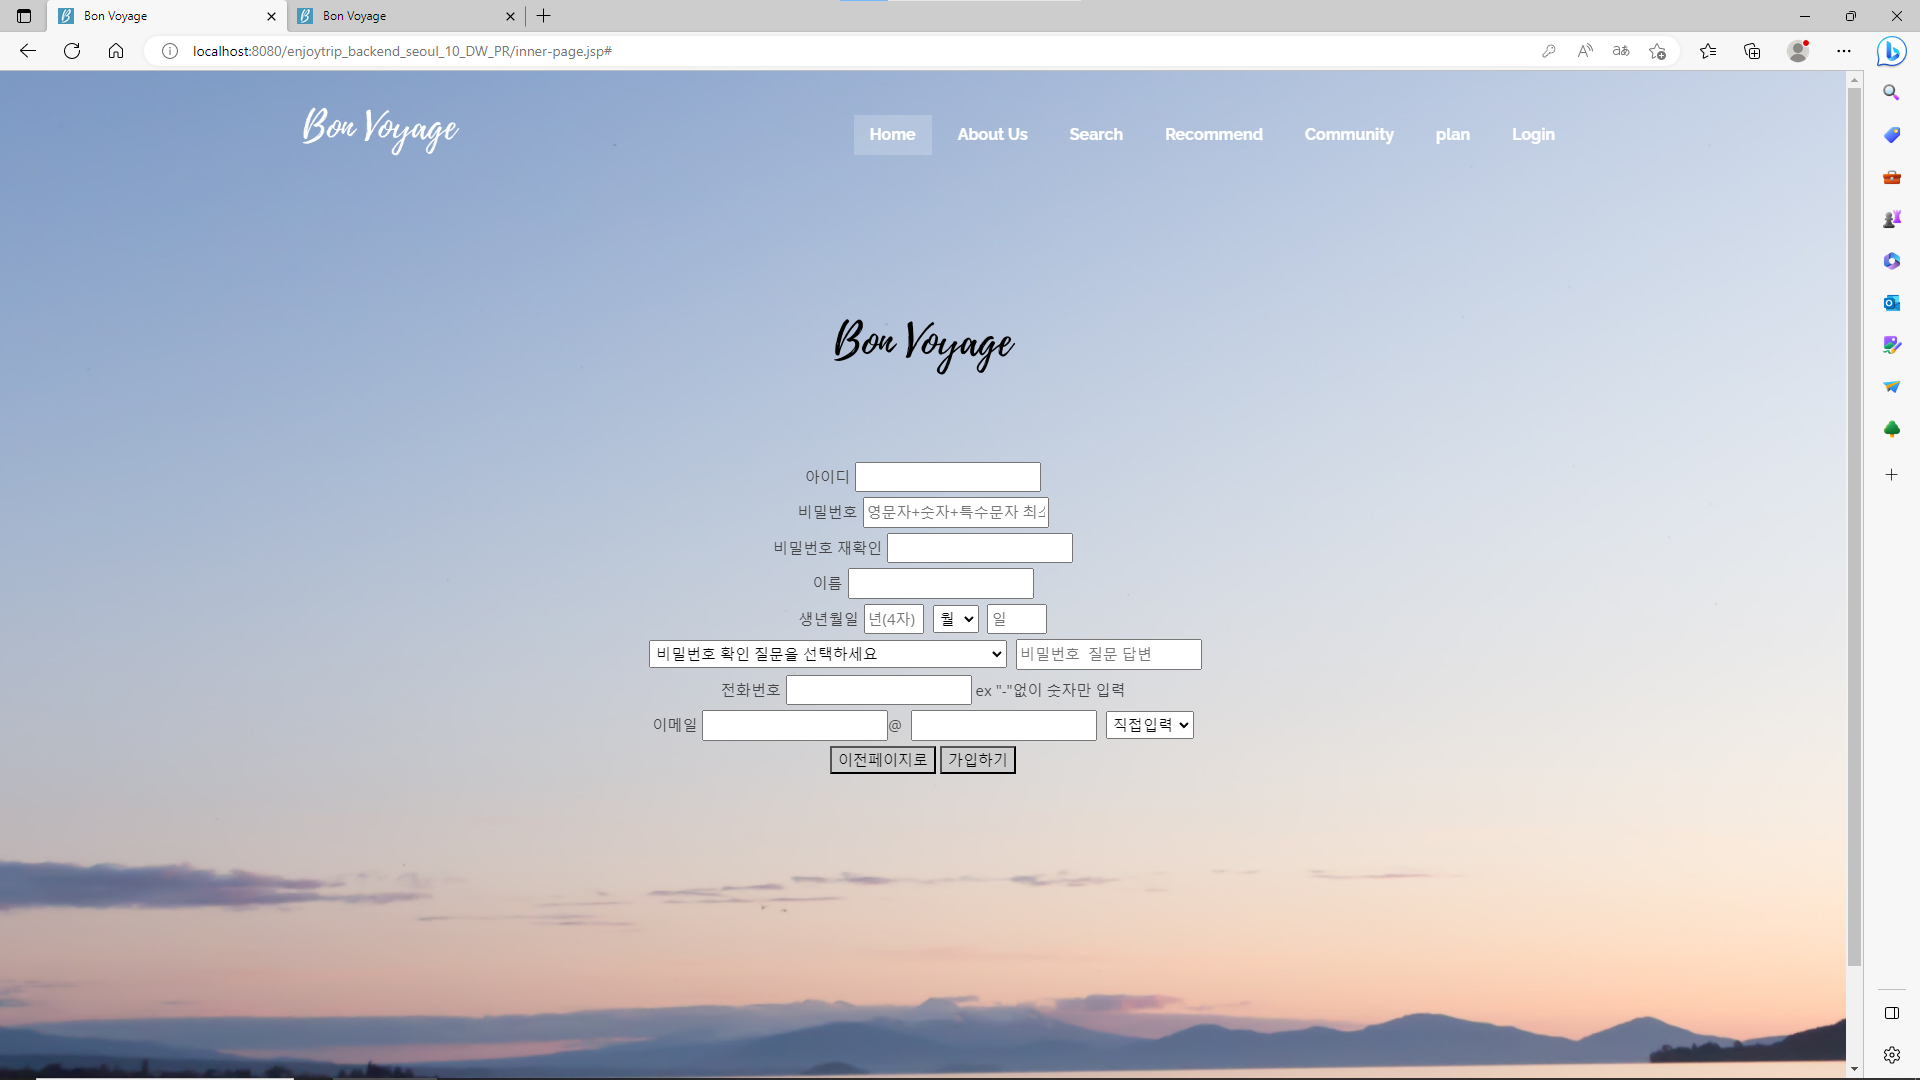 Bon Voyage
Bon Voyage
localhost:8080/enjoytrip_backend_seoul_10_DW_PR/inner-page.jsp#
Bon Voyage
Home About Us Search Recommend Community plan Login
Bon Voyage
아이디
비밀번호 영문자+숫자+특수문자 최소
비밀번호 재확인
이름
생년월일 년(4자) 월 일
비밀번호 확인 질문을 선택하세요 비밀번호 질문 답변
전화번호 ex "-"없이 숫자만 입력
이메일 @ 직접입력
이전페이지로 가입하기